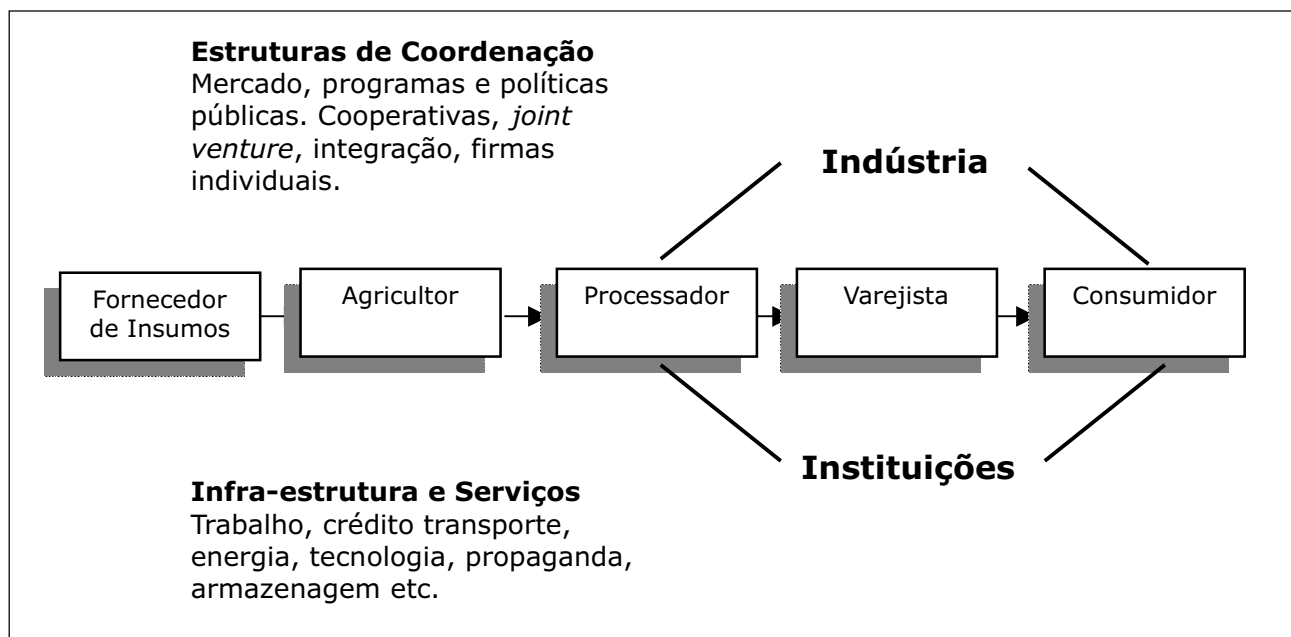 Estruturas de Coordenação
Mercado, programas e políticas
públicas. Cooperativas, joint
venture, integração, firmas
individuais.
Indústria
Fornecedor
de Insumos
Agricultor
Processador
Varejista
Consumidor
Instituições
Infra-estrutura e Serviços
Trabalho, crédito transporte,
energia, tecnologia, propaganda,
armazenagem etc.